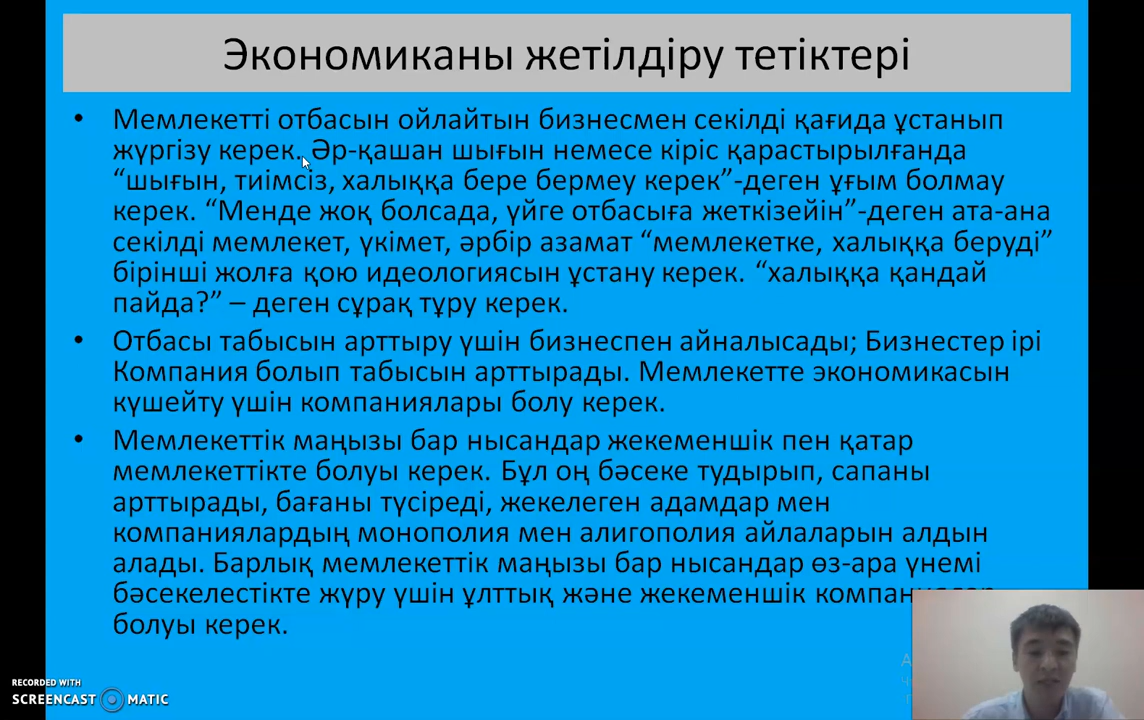 Экономиканы жетілдіру тетіктері
• Мемлекетті отбасын ойлайтын бизнесмен секілді қағида ұстанып
жүргізу керек. Әр-қашан шығын немесе кіріс қарастырылғанда
“шығын, тиімсіз, халыққа бере бермеу керек”-деген ұғым болмау
керек. “Менде жоқ болсада, үйге отбасыға жеткізейін”-деген ата-ана
секілді мемлекет, үкімет, әрбір азамат “мемлекетке, халыққа беруді”
бірінші жолға қою идеологиясын ұстану керек. “халыққа қандай
пайда?” – деген сұрақ тұру керек.
• Отбасы табысын арттыру үшін бизнеспен айналысады; Бизнестер ірі
Компания болып табысын арттырады. Мемлекетте экономикасын
күшейту үшін компаниялары болу керек.
• Мемлекеттік маңызы бар нысандар жекеменшік пен қатар
мемлекеттікте болуы керек. Бұл оң бәсеке тудырып, сапаны
арттырады, бағаны түсіреді, жекелеген адамдар мен
компаниялардың монополия мен алигополия айлаларын алдын
алады. Барлық мемлекеттік маңызы бар нысандар өз-ара үнемі
бәсекелестікте жүру үшін ұлттық және жекеменшік
болуы керек.
RECORDED WITH
SCREENCAST MATIC